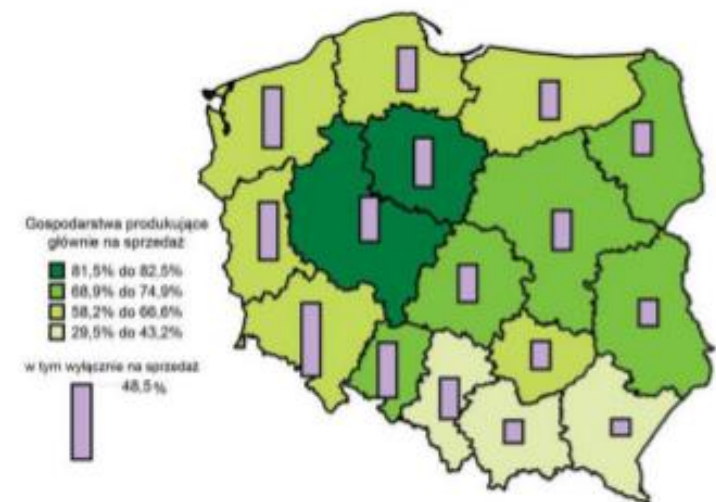 Gospodarstwa produkujące
głównie na sprzedaż
81,5% do 82,5%
68,9% do 74,9%
58,2% do 66,6%
29,5% do 43,2%
w tym wyłącznie na sprzedaż
48,5%